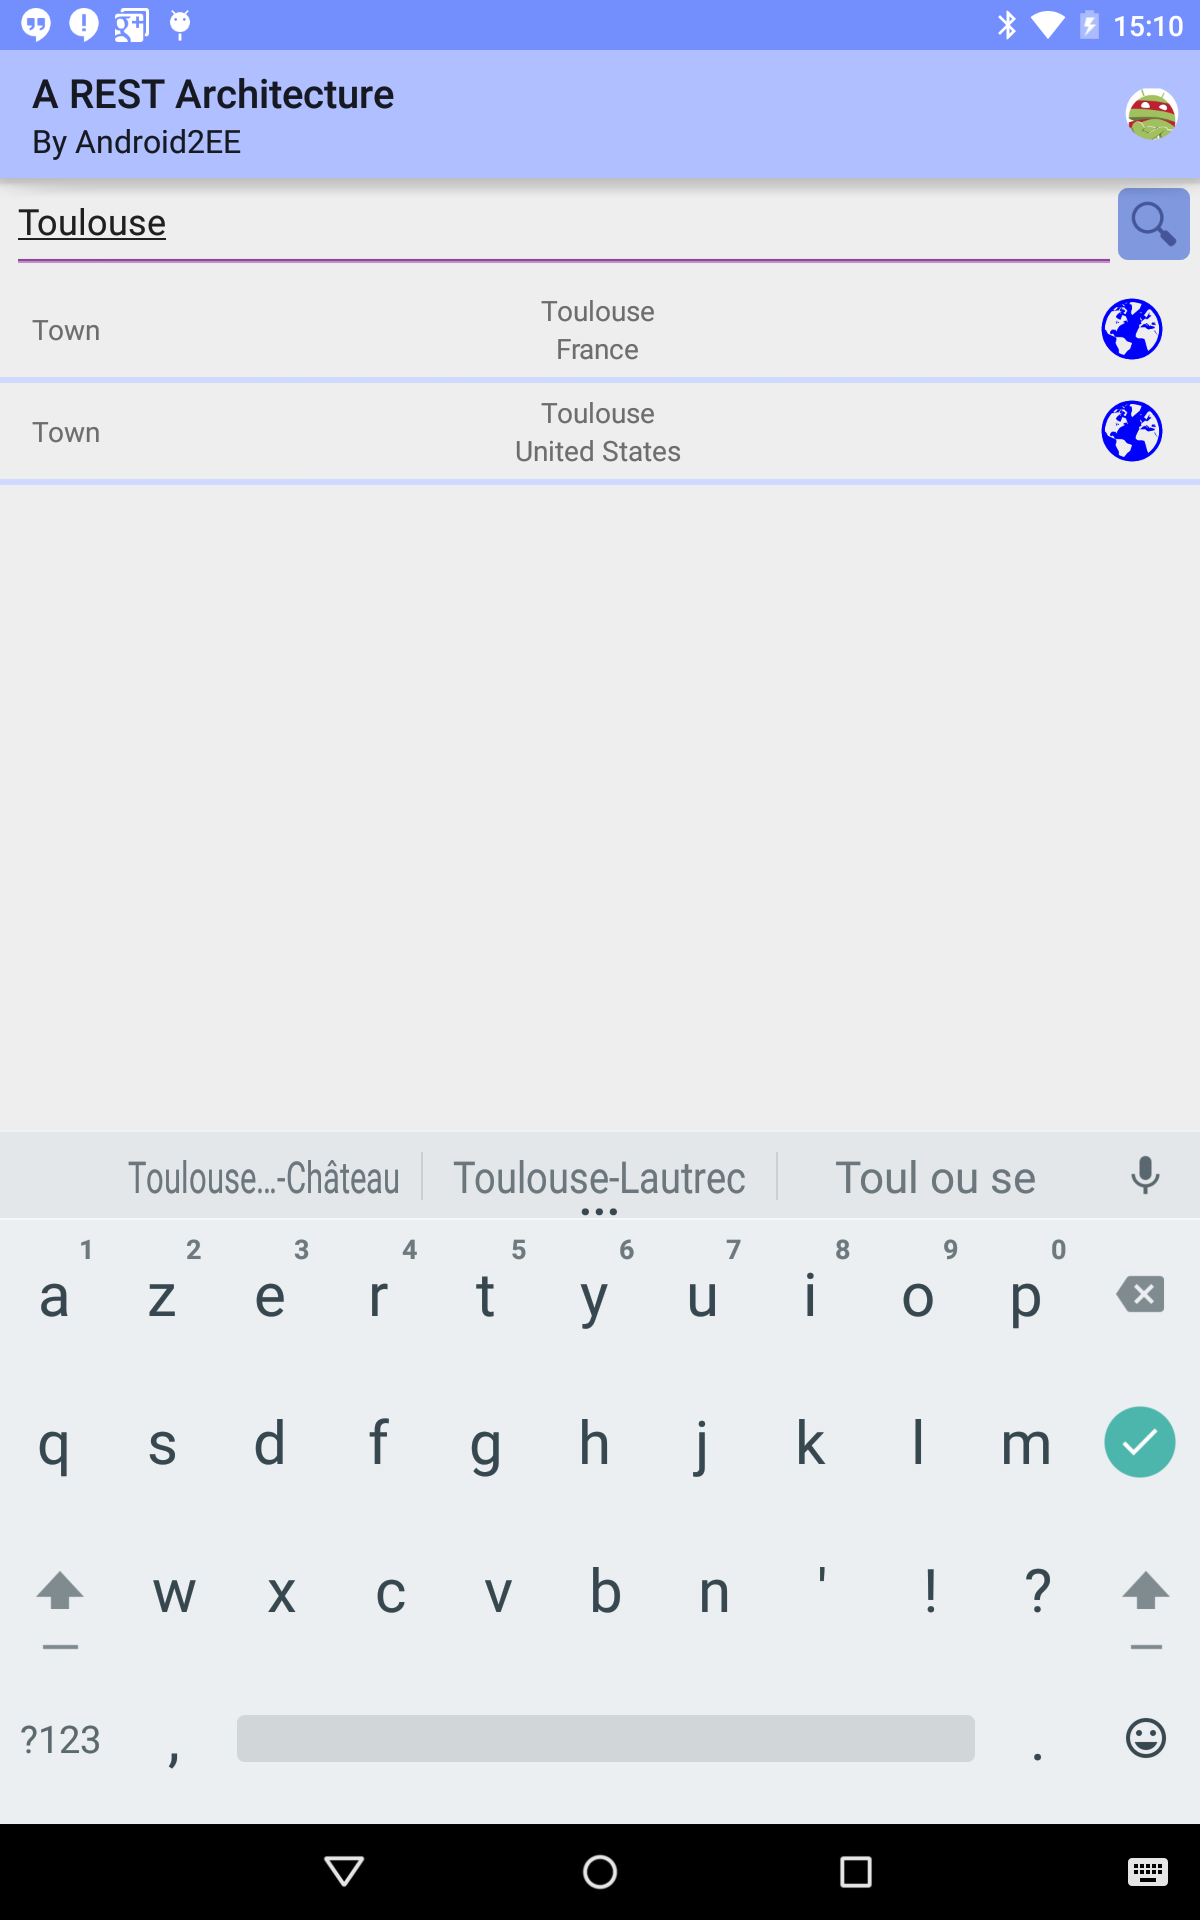 15:10
A REST Architecture
By Android2EE
Toulouse
Town
Toulouse
France
Town
Toulouse
United States
Toulouse...-Château Toulouse-Lautrec Toul ou se
1 2 3 4 5 6 7 8 9 0
a z e r t y u i o p
q s d f g h j k l m
w x c v b n ' ! ?
?123 , .